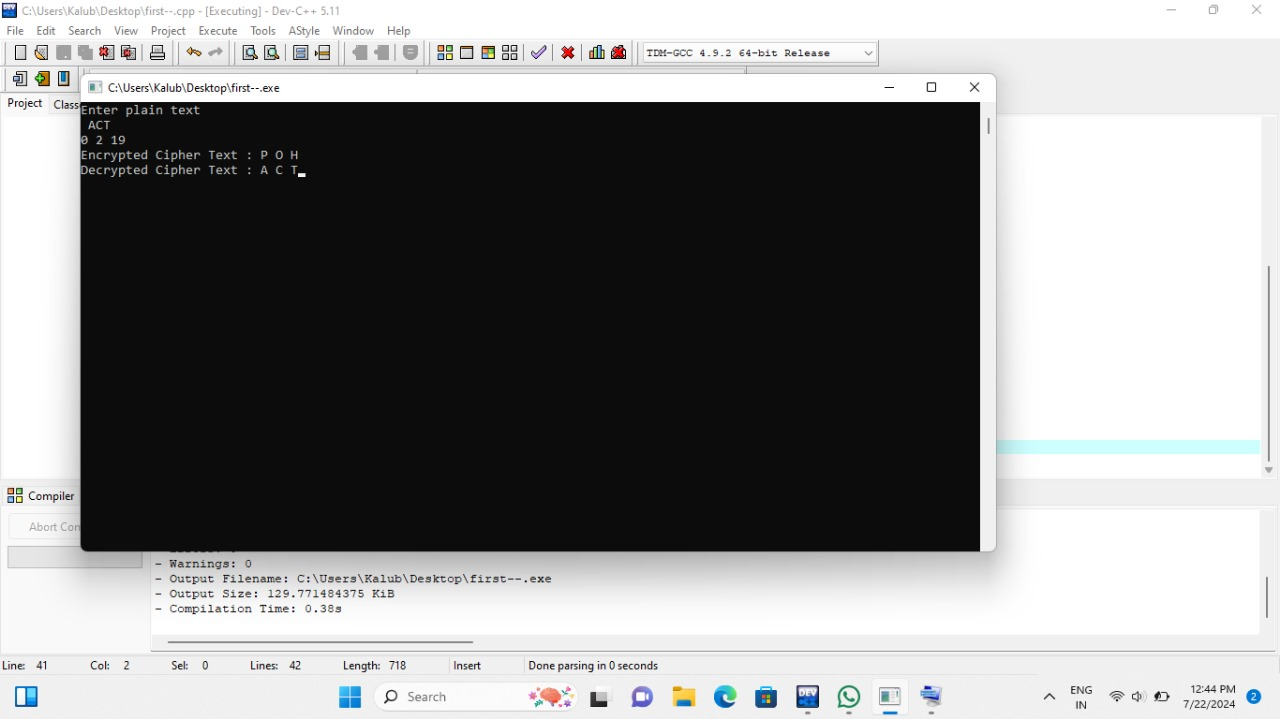 C:\Users\Kalub\Desktop\first--.cpp - [Executing] - Dev-C++ 5.11
File Edit Search View Project Execute Tools AStyle Window Help
TDM-GCC 4.9.2 64-bit Release
C:\Users\Kalub\Desktop\first--.exe
Project Classes
Enter plain text
ACT
0 2 19
Encrypted Cipher Text : P O H
Decrypted Cipher Text : A C T
Compiler
Abort Com
- Warnings: 0
- Output Filename: C:\Users\Kalub\Desktop\first--.exe
- Output Size: 129.771484375 KiB
- Compilation Time: 0.38s
Line: 41 Col: 2 Sel: 0 Lines: 42 Length: 718 Insert Done parsing in 0 seconds
Search
DEV
ENG
IN
12:44 PM
7/22/2024
2